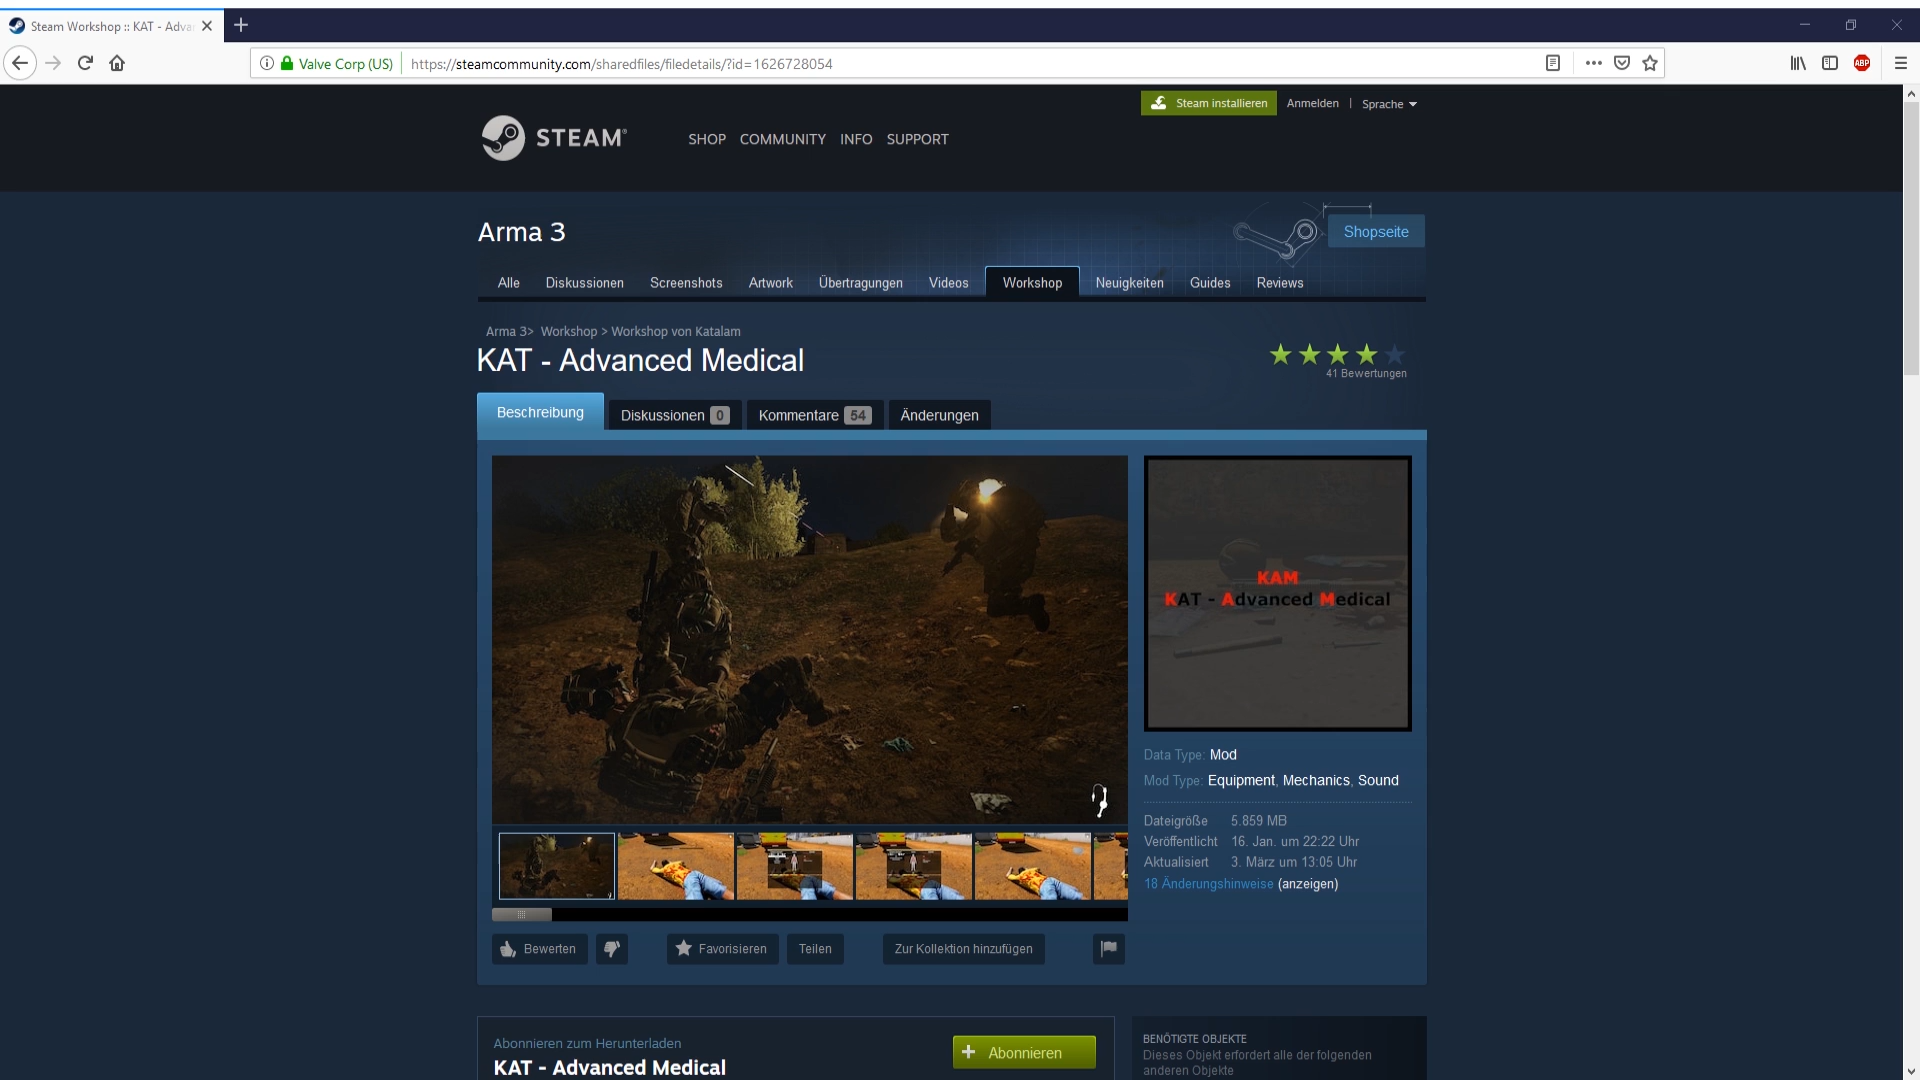 Steam Workshop :: KAT - Adva
Valve Corp (US) https://steamcommunity.com/sharedfiles/filedetails/?id=1626728054
ABP
Steam installieren Anmelden | Sprache
STEAM®
SHOP COMMUNITY INFO SUPPORT
Arma 3
Shopseite
Alle Diskussionen Screenshots Artwork Übertragungen Videos Workshop Neuigkeiten Guides Reviews
Arma 3> Workshop > Workshop von Katalam
KAT - Advanced Medical
41 Bewertungen
Beschreibung Diskussionen 0 Kommentare 54 Änderungen
KAM
KAT - Advanced Medical
Data Type: Mod
Mod Type: Equipment, Mechanics, Sound
Dateigröße 5.859 MB
Veröffentlicht 16. Jan. um 22:22 Uhr
Aktualisiert 3. März um 13:05 Uhr
18 Änderungshinweise (anzeigen)
Bewerten Favorisieren Teilen Zur Kollektion hinzufügen
Abonnieren zum Herunterladen
KAT - Advanced Medical
Abonnieren
BENÖTIGTE OBJEKTE
Dieses Objekt erfordert alle der folgenden
anderen Objekte